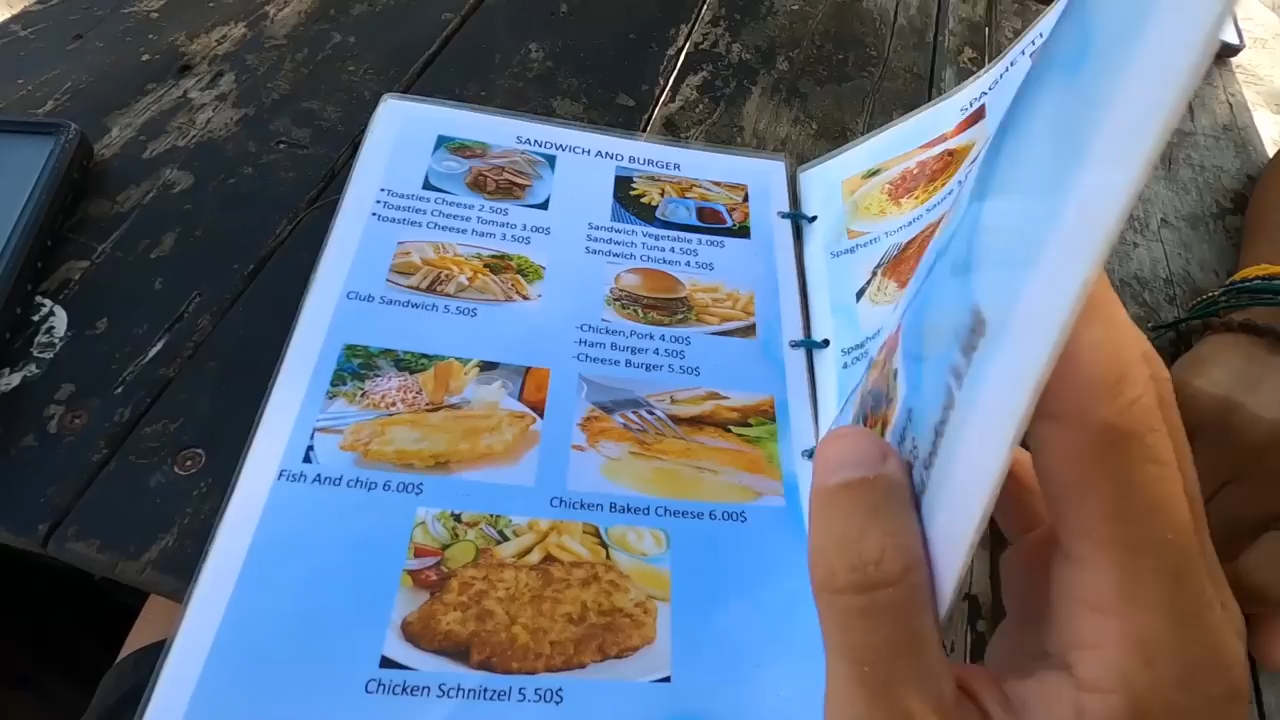 SANDWICH AND BURGER
*Toasties Cheese 2.50$
*Toasties Cheese Tomato 3.00$
*toasties Cheese ham 3.50$
Sandwich Vegetable 3.00$
Sandwich Tuna 4.50$
Sandwich Chicken 4.50$
Club Sandwich 5.50$
-Chicken,Pork 4.00$
-Ham Burger 4.50$
-Cheese Burger 5.50$
Fish And chip 6.00$
Chicken Baked Cheese 6.00$
Chicken Schnitzel 5.50$
SPAGHETTI
Spaghetti Tomato Sauce
4.00$